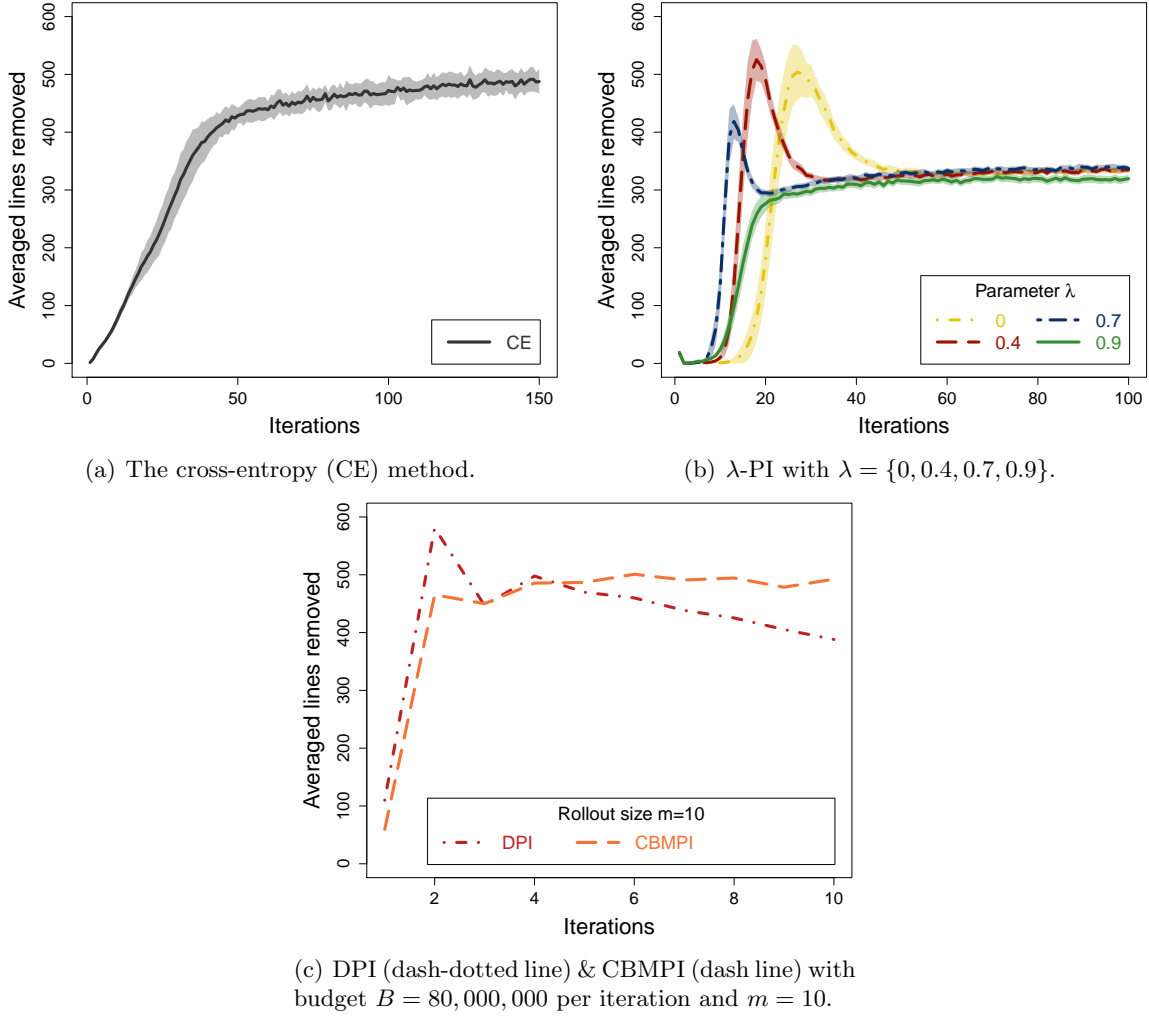 Averaged lines removed
600
500
400
300
200
100
0
0 50 100 150
Iterations
CE
(a) The cross-entropy (CE) method.
Averaged lines removed
600
500
400
300
200
100
0
0 20 40 60 80 100
Iterations
Parameter λ
0 0.7
0.4 0.9
(b) λ-PI with λ = {0, 0.4, 0.7, 0.9}.
Averaged lines removed
600
500
400
300
200
100
0
2 4 6 8 10
Iterations
Rollout size m=10
DPI CBMPI
(c) DPI (dash-dotted line) & CBMPI (dash line) with
budget B = 80,000,000 per iteration and m = 10.